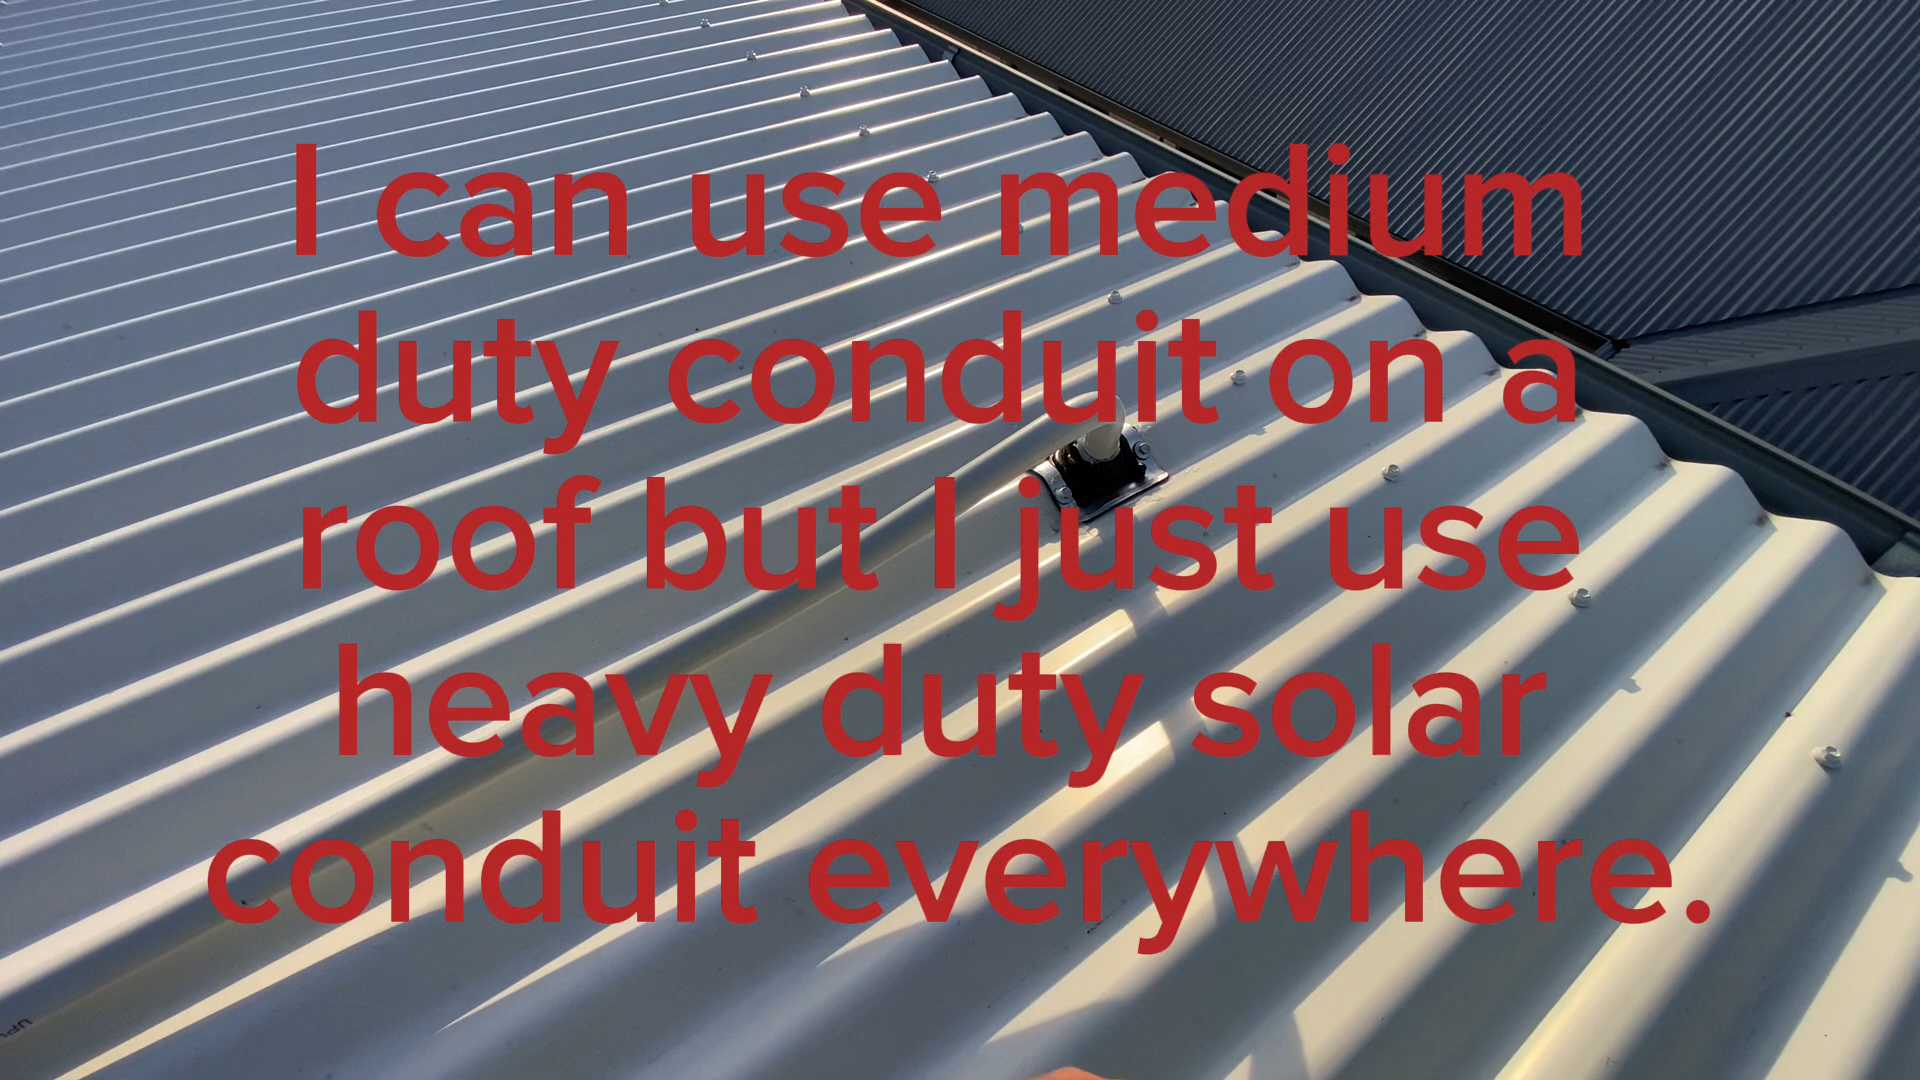 I can use medium
duty conduit on a
roof but I just use
heavy duty solar
conduit everywhere.